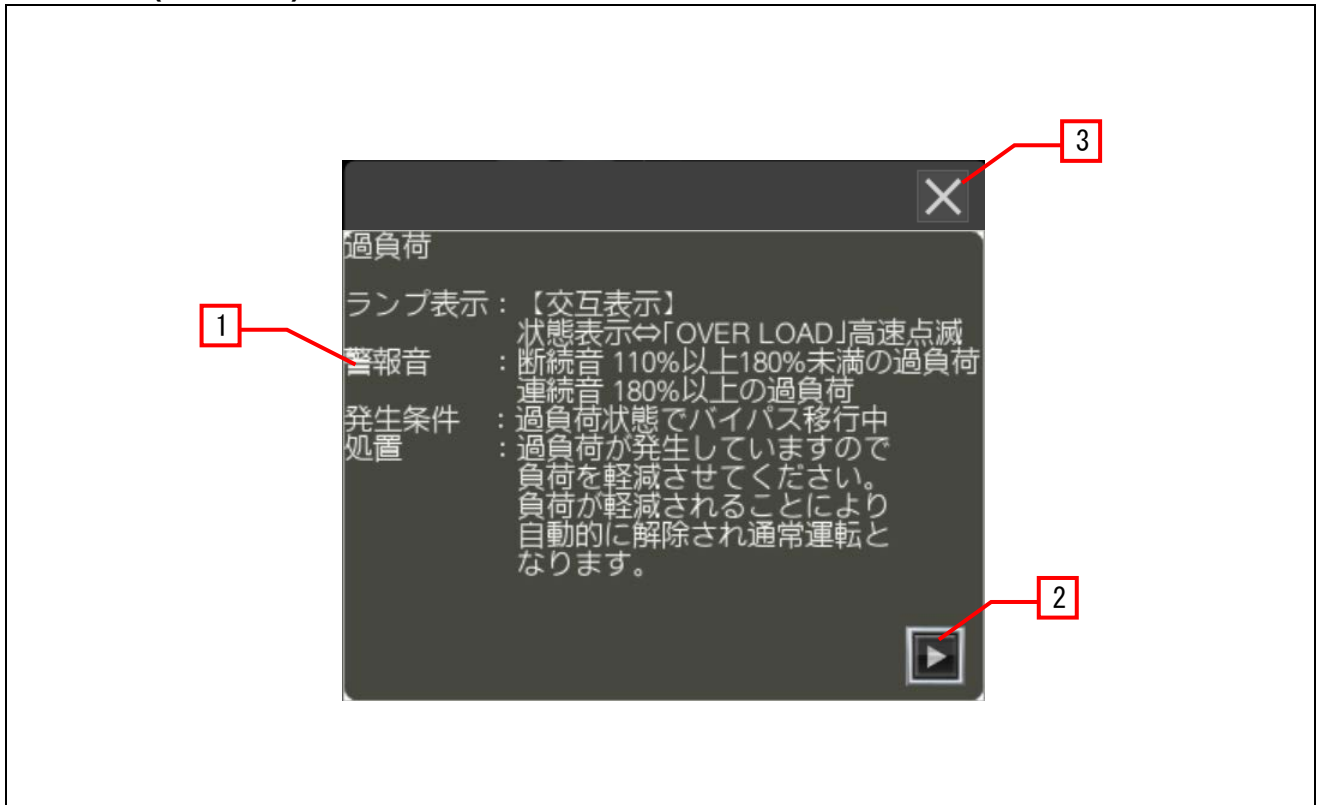 3
過負荷
ランプ表示：【交互表示】
状態表示⇔「OVER LOAD」高速点滅
1
警報音　：断続音 110%以上180%未満の過負荷
連続音 180%以上の過負荷
発生条件　：過負荷状態でバイパス移行中
処置　：過負荷が発生していますので
負荷を軽減させてください。
負荷が軽減されることにより
自動的に解除され通常運転と
なります。
2